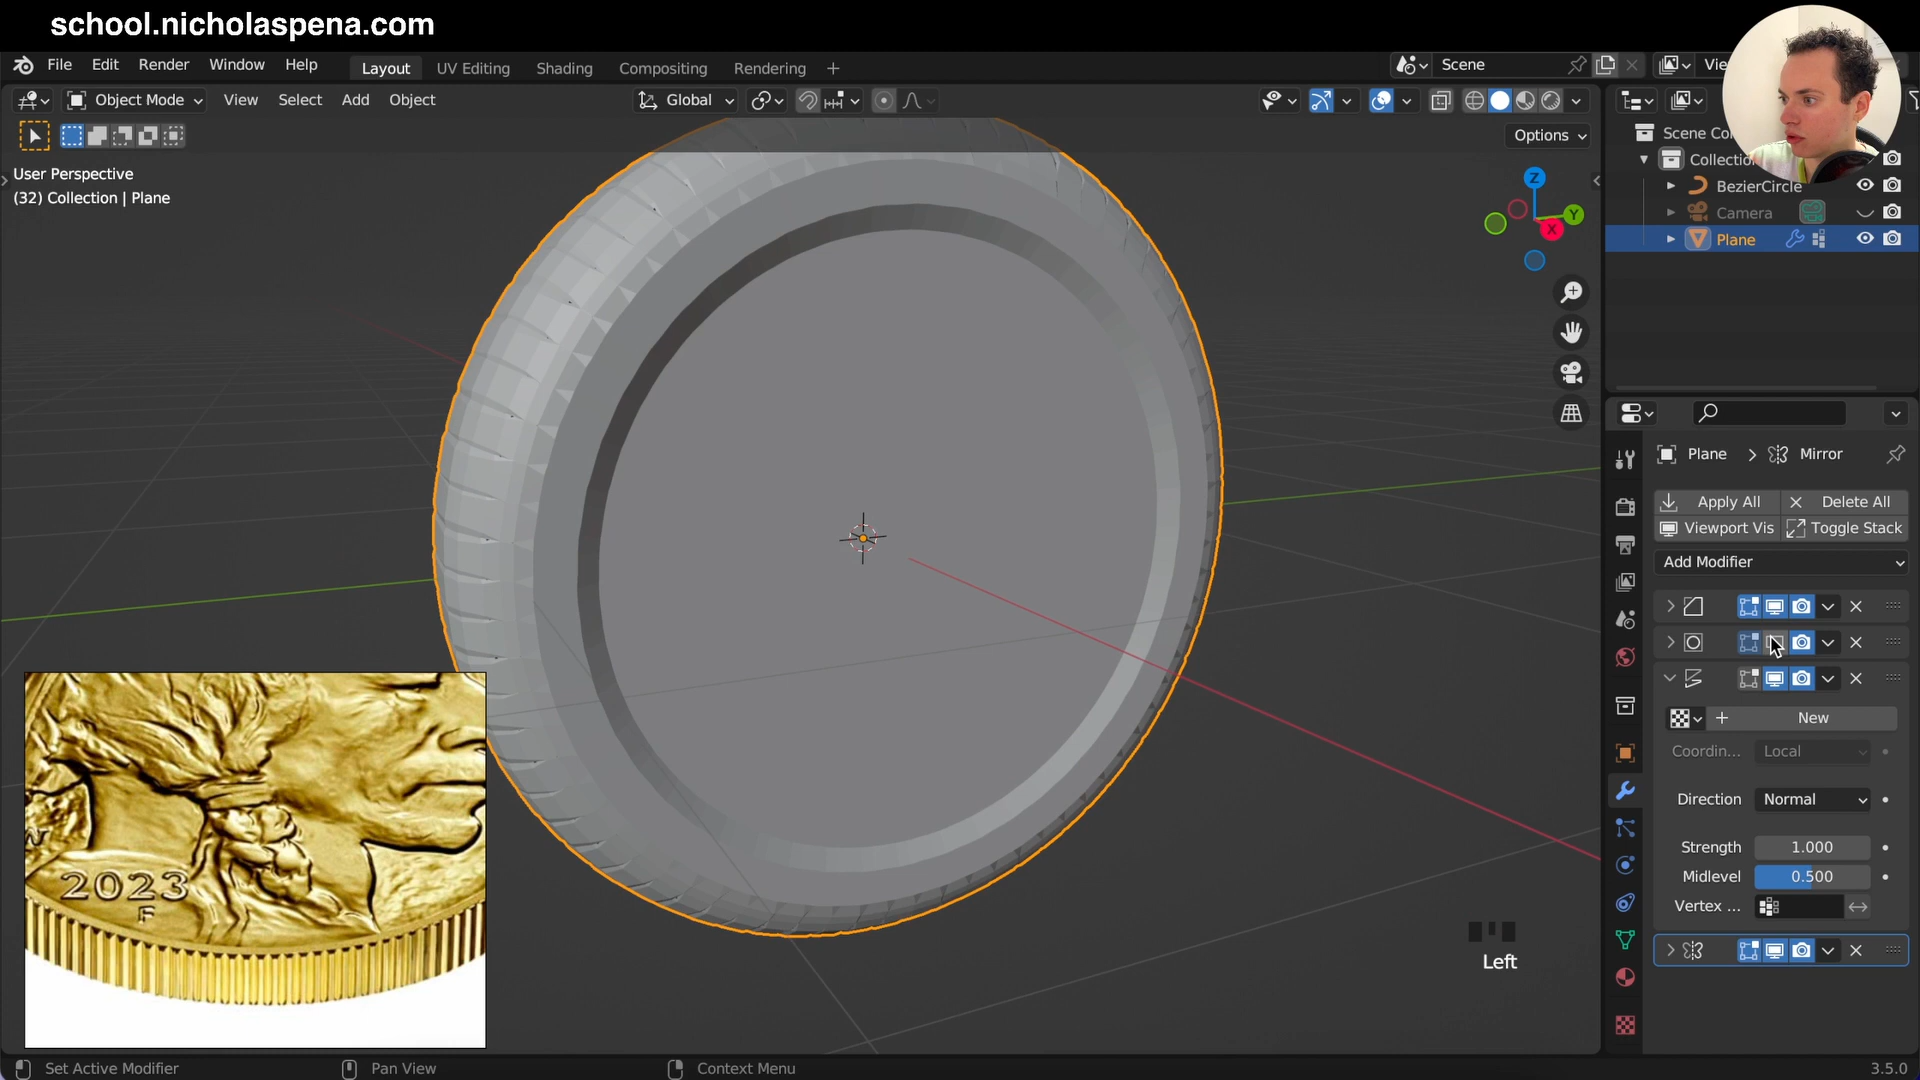 school.nicholaspena.com
File Edit Render Window Help Layout UV Editing Shading Compositing Rendering + Scene
Object Mode View Select Add Object Global
Options
User Perspective
(32) Collection | Plane
Z
Y
X
BezierCircle
Camera
Plane
Plane > Mirror
Apply All Delete All
Viewport Vis Toggle Stack
Add Modifier
New
Coordin... Local
Direction Normal
Strength 1.000
Midlevel 0.500
Vertex ...
2023
F
Left
Set Active Modifier Pan View Context Menu 3.5.0